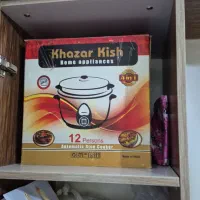 Khazar Kish
Home appliances
4 in 1
12 Persons
Automatic Rice Cooker